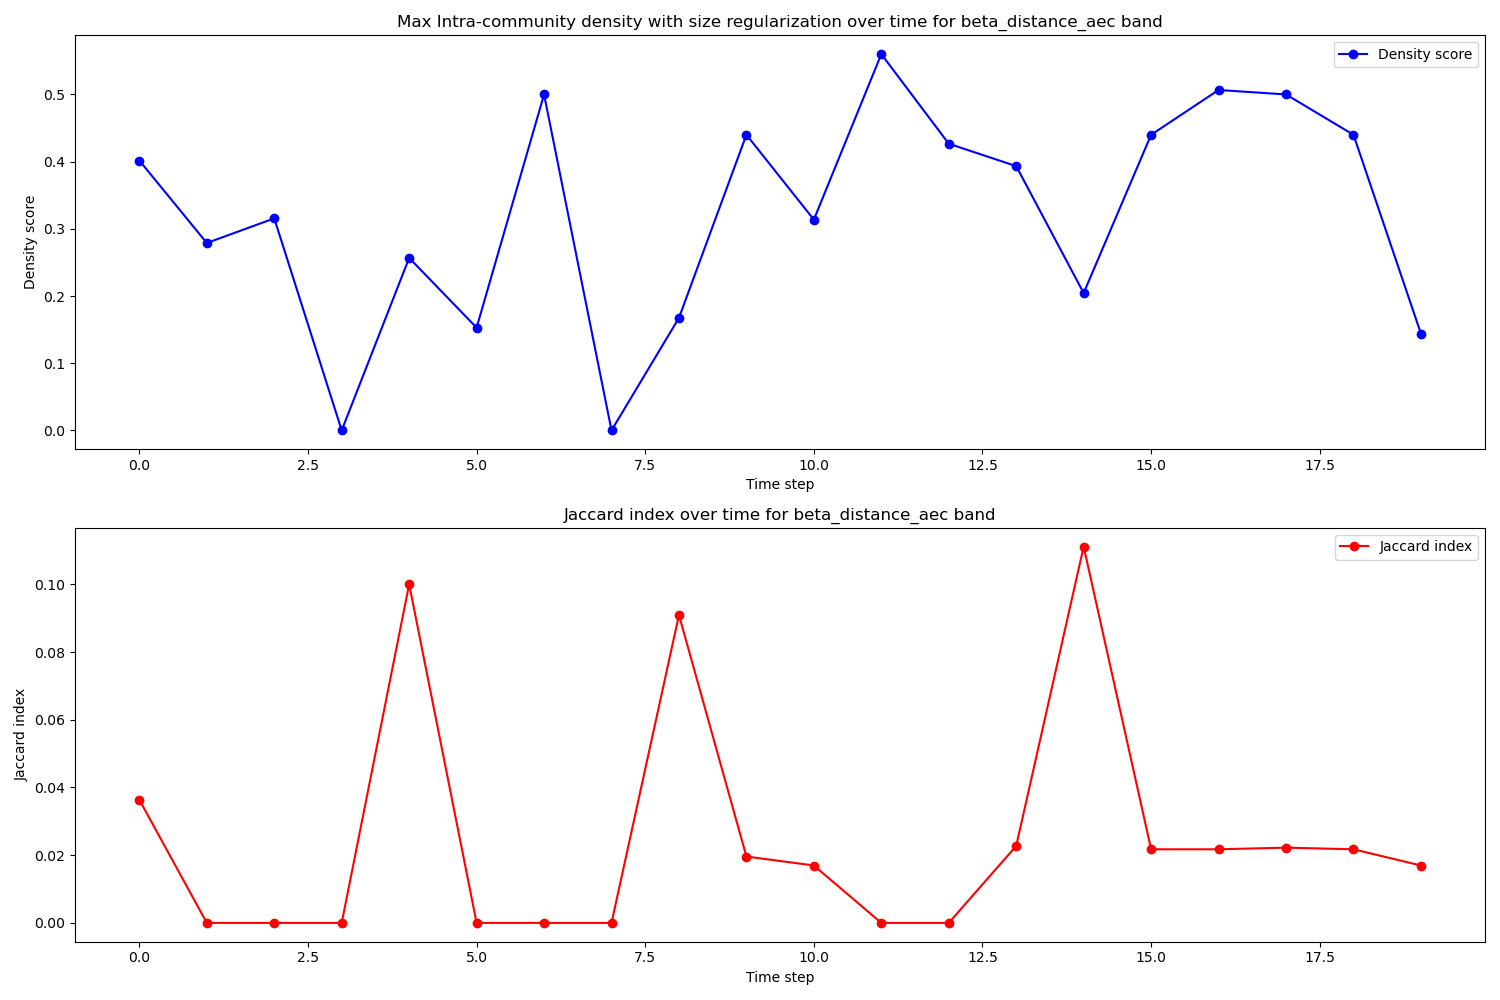 Max Intra-community density with size regularization over time for beta_distance_aec band
Density score
0.5
0.4
0.3
0.2
0.1
0.0
Density score
0.0 2.5 5.0 7.5 10.0 12.5 15.0 17.5
Time step
Jaccard index over time for beta_distance_aec band
Jaccard index
0.10
0.08
0.06
0.04
0.02
0.00
Jaccard index
0.0 2.5 5.0 7.5 10.0 12.5 15.0 17.5
Time step